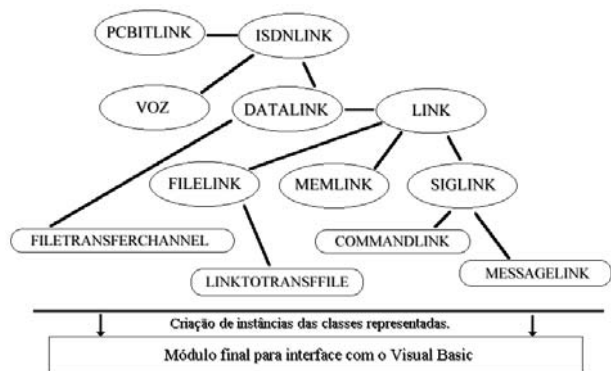 PCBITLINK
ISDNLINK
VOZ
DATALINK
LINK
FILELINK
MEMLINK
SIGLINK
FILETRANSFERCHANNEL
COMMANDLINK
LINKTOTRANSFFILE
MESSAGELINK
Criação de instâncias das classes representadas.
Módulo final para interface com o Visual Basic